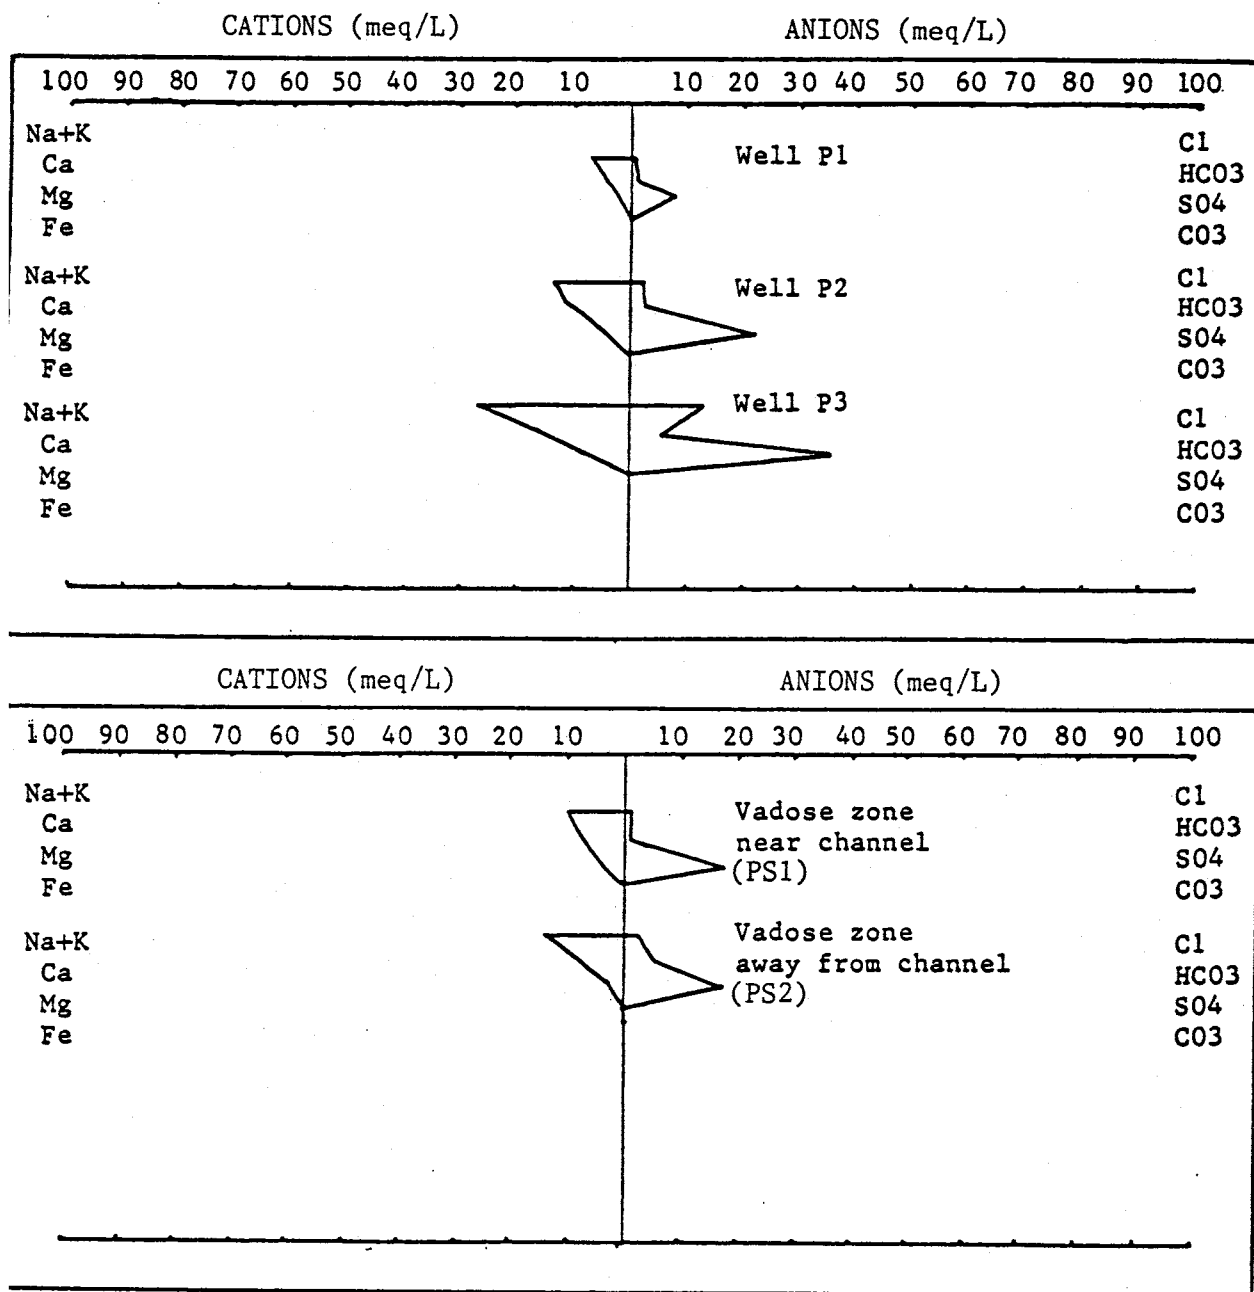 CATIONS (meq/L) ANIONS (meq/L)
100 90 80 70 60 50 40 30 20 10 10 20 30 40 50 60 70 80 90 100
Na+K Cl
Ca Well P1 HCO3
Mg SO4
Fe CO3
Na+K Cl
Ca Well P2 HCO3
Mg SO4
Fe CO3
Na+K Well P3 Cl
Ca HCO3
Mg SO4
Fe CO3
CATIONS (meq/L) ANIONS (meq/L)
100 90 80 70 60 50 40 30 20 10 10 20 30 40 50 60 70 80 90 100
Na+K Vadose zone Cl
Ca near channel HCO3
Mg (PS1) SO4
Fe CO3
Na+K Vadose zone Cl
Ca away from channel HCO3
Mg (PS2) SO4
Fe CO3